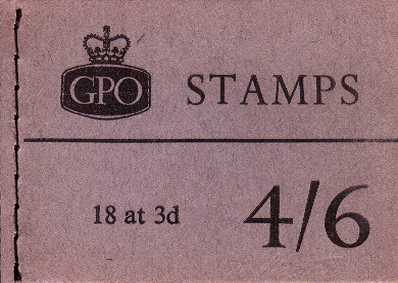 GPO STAMPS
18 at 3d 4/6